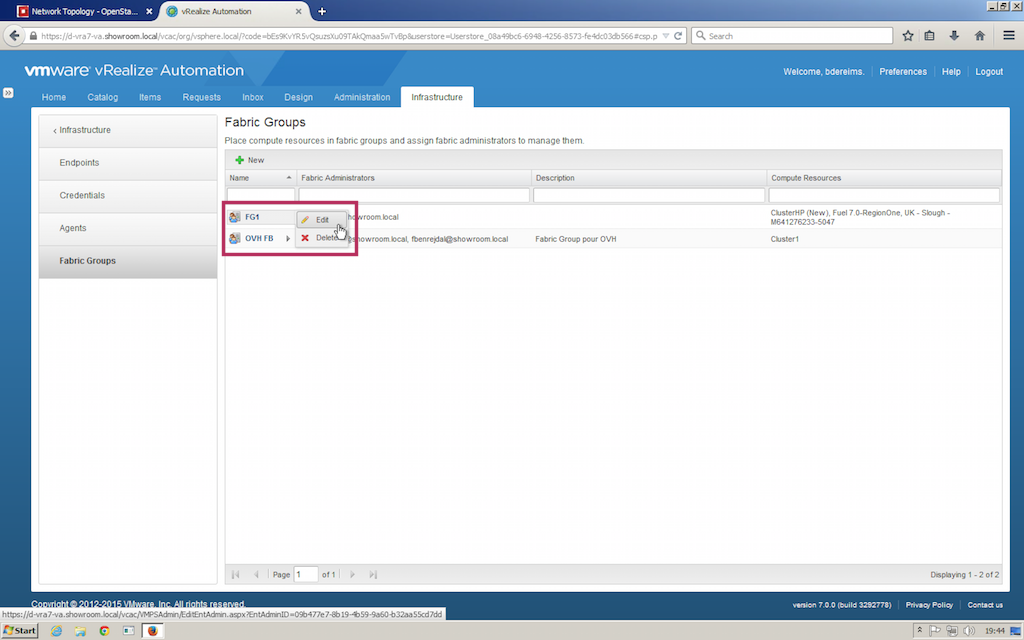 Network Topology - OpenSta...
vRealize Automation
https://d-vra7-va.showroom.local/vcac/org/vsphere.local/?code=bEs9KvYR5vQsuzsXu09TAkQmaa5wTvBp&userstore=Userstore_08a49bc6-6948-4256-8573-fe4dc03db566#csp.p
Search
vmware vRealize Automation
Welcome, bdereims. Preferences Help Logout
Home Catalog Items Requests Inbox Design Administration Infrastructure
Infrastructure
Endpoints
Credentials
Agents
Fabric Groups
Fabric Groups
Place compute resources in fabric groups and assign fabric administrators to manage them.
New
Name Fabric Administrators Description Compute Resources
FG1 Edit howroom.local ClusterHP (New), Fuel 7.0-RegionOne, UK - Slough -
M641276233-5047
OVH FB Delete @showroom.local, fbenrejdal@showroom.local Fabric Group pour OVH Cluster1
Page 1 of 1 Displaying 1 - 2 of 2
Copyright © 2012-2015 VMware, Inc. All rights reserved. version 7.0.0 (build 3292778) Privacy Policy Contact us
https://d-vra7-va.showroom.local/vcac/VMPSAdmin/EditEntAdmin.aspx?EntAdminID=09b477e7-8b19-4b59-9a60-b32aa55cd7dd
Start 19:44